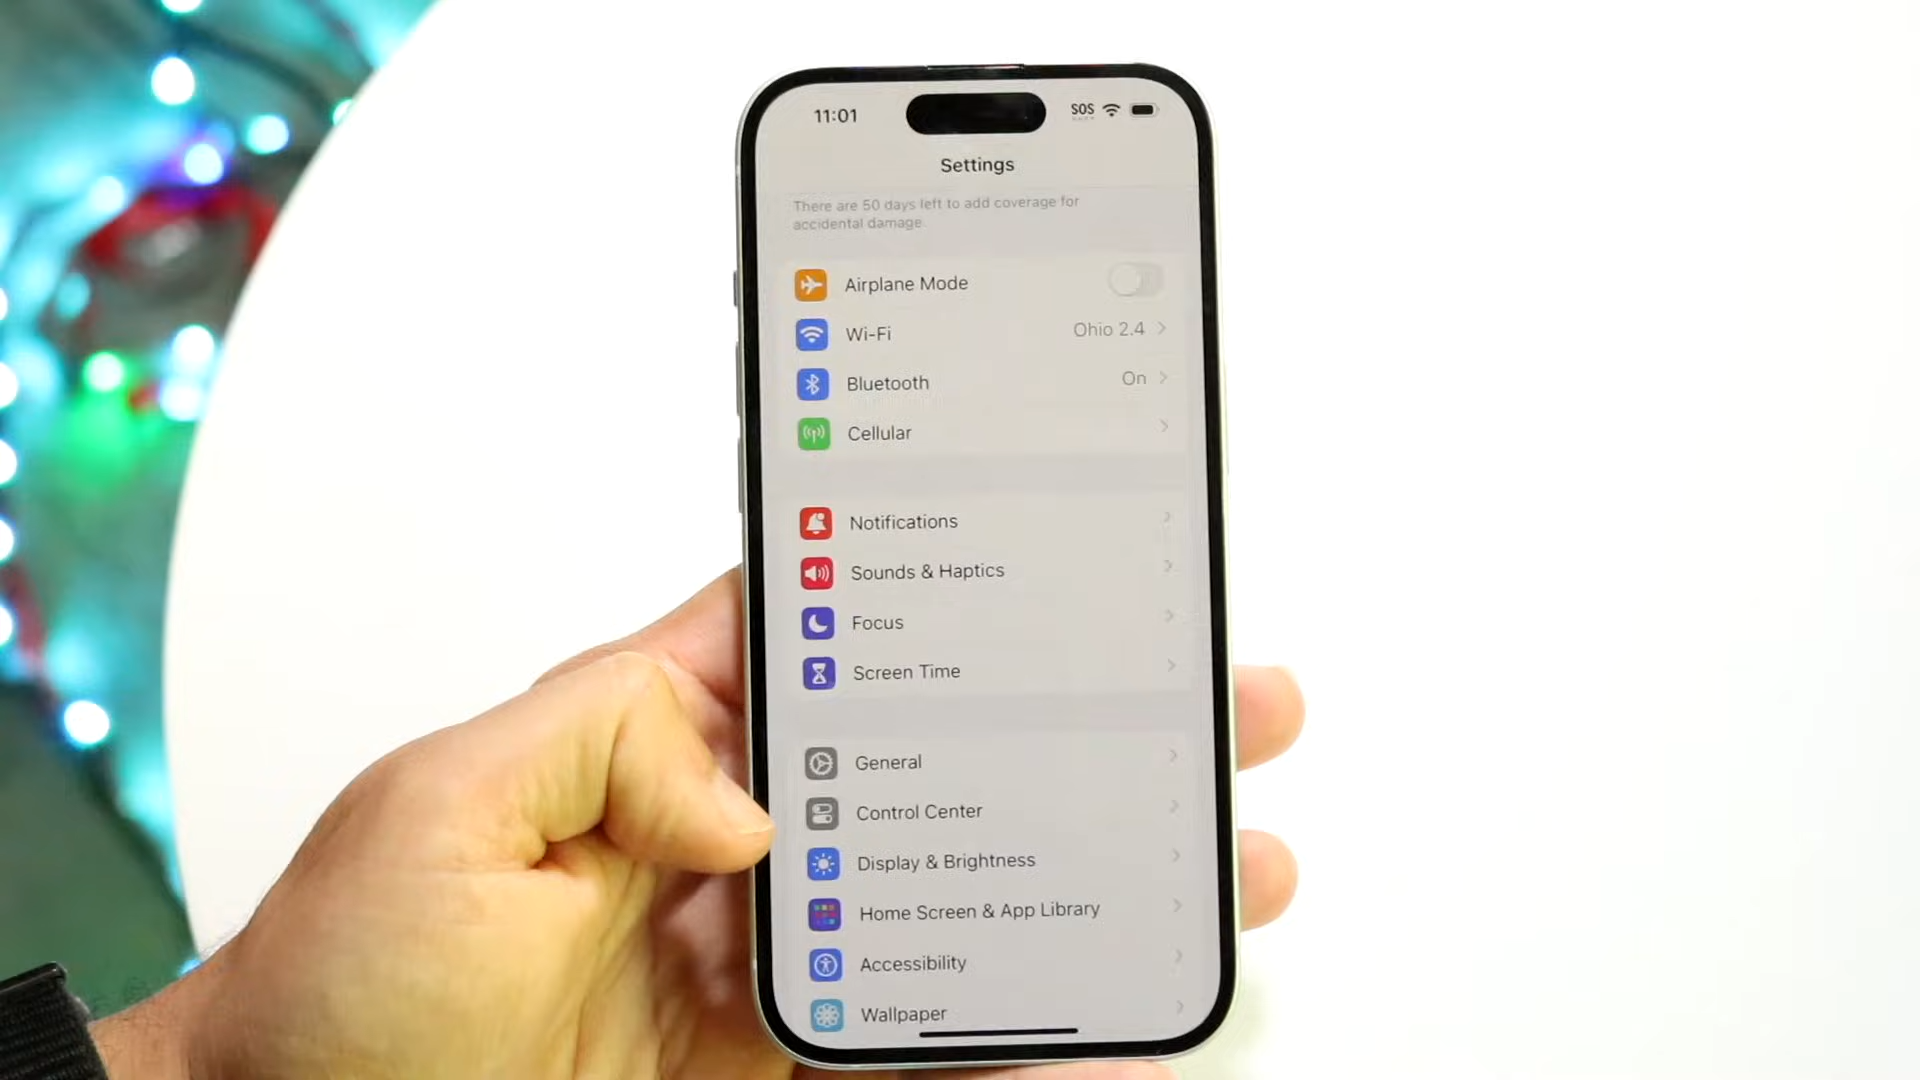 11:01 SOS
Settings
There are 50 days left to add coverage for
accidental damage.
Airplane Mode
Wi-Fi Ohio 2.4
Bluetooth On
Cellular
Notifications
Sounds & Haptics
Focus
Screen Time
General
Control Center
Display & Brightness
Home Screen & App Library
Accessibility
Wallpaper